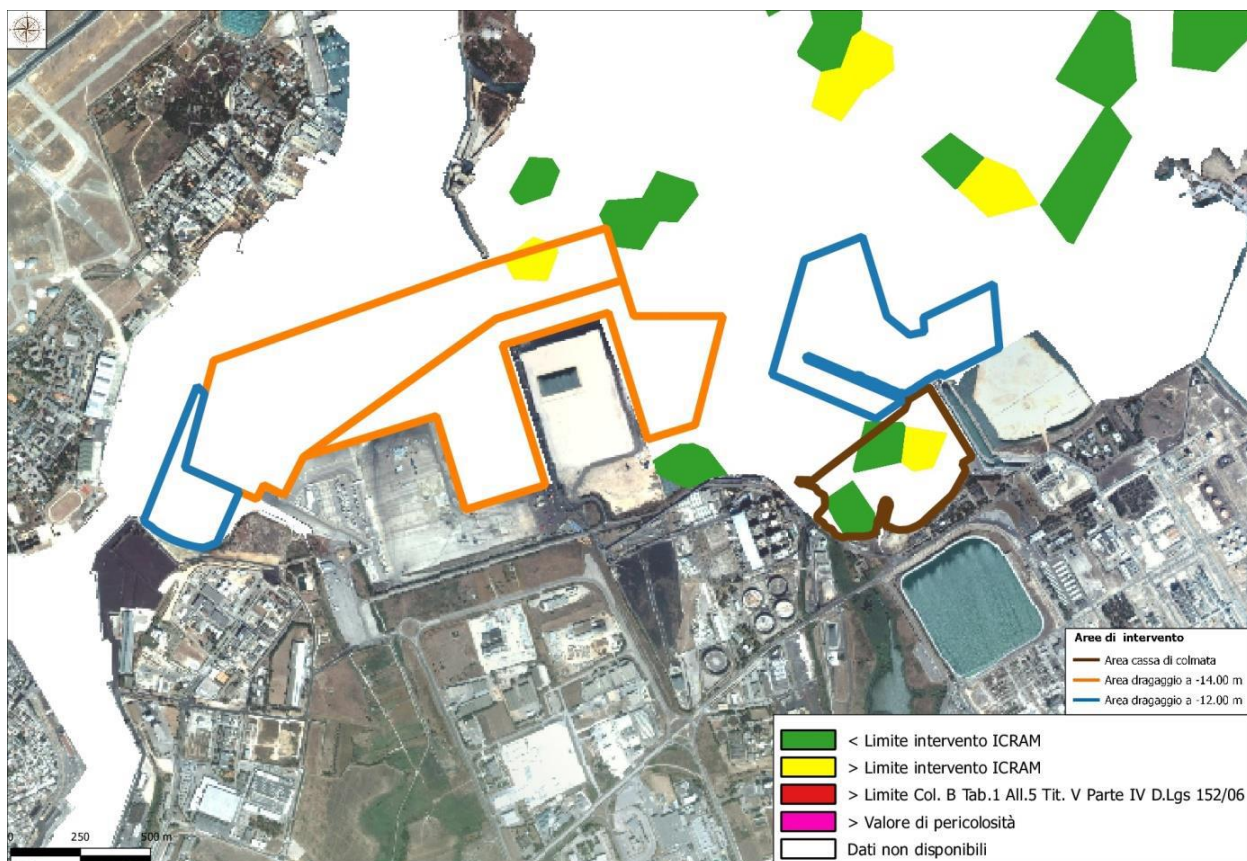 Aree di intervento
Area cassa di colmata
Area dragaggio a -14.00 m
Area dragaggio a -12.00 m
< Limite intervento ICRAM
> Limite intervento ICRAM
> Limite Col. B Tab.1 All.5 Tit. V Parte IV D.Lgs 152/06
> Valore di pericolosità
Dati non disponibili
0 250 500 m